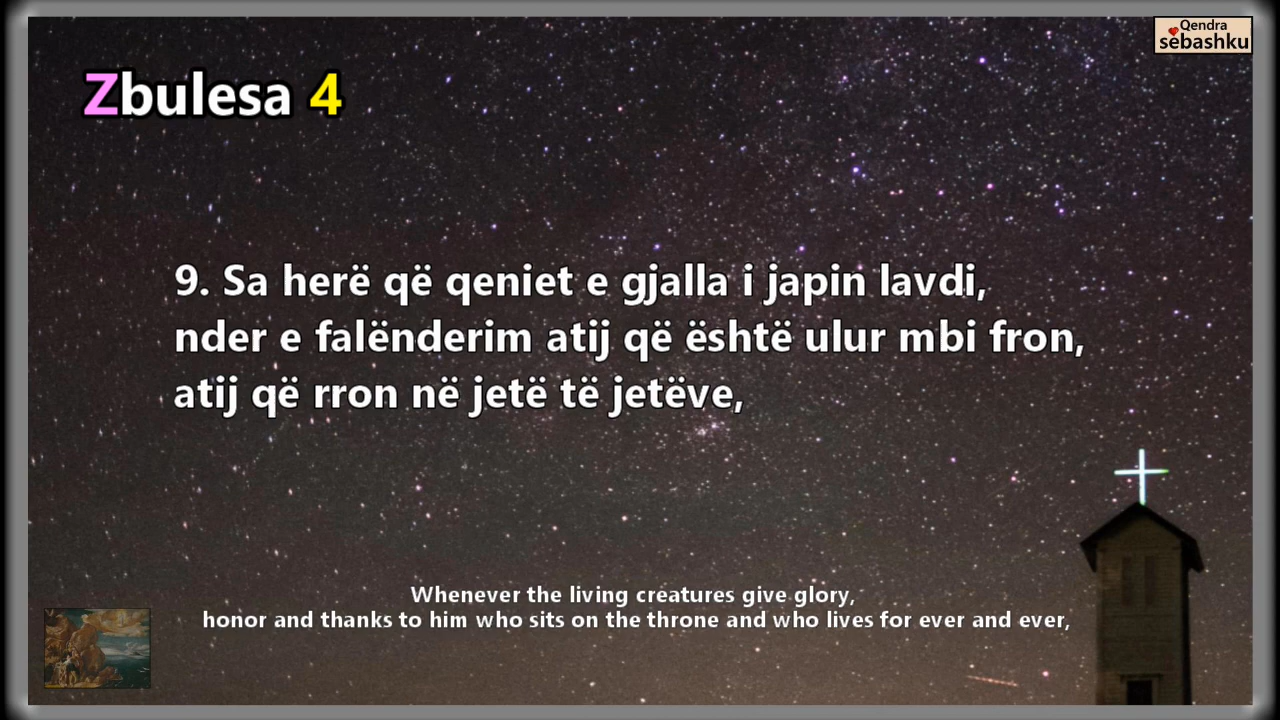 Qendra
sëbashku
Zbulesa 4
9. Sa herë që qeniet e gjalla i japin lavdi,
nder e falënderim atij që është ulur mbi fron,
atij që rron në jetë të jetëve,
Whenever the living creatures give glory,
honor and thanks to him who sits on the throne and who lives for ever and ever,